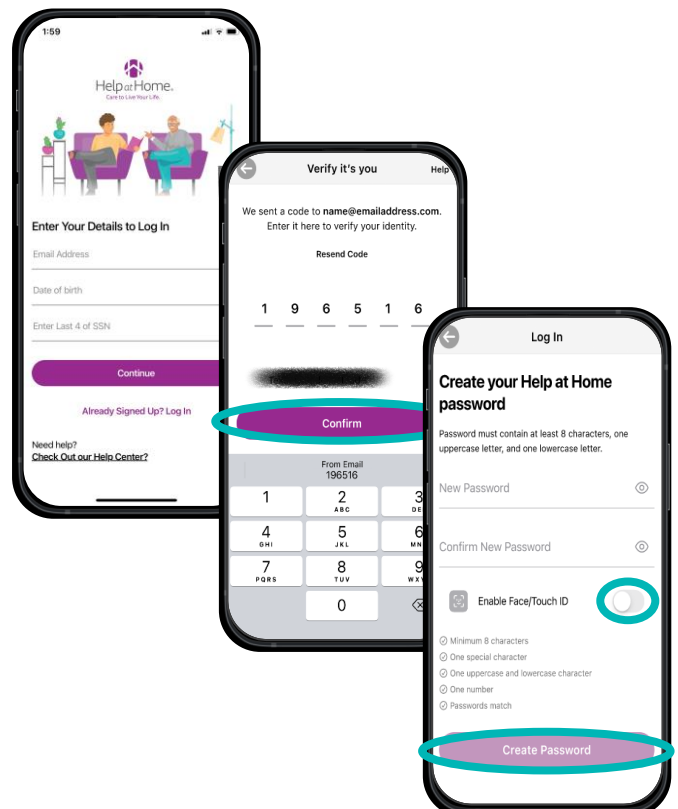 1:59
Help at Home.
Care to Live Your Life.
Enter Your Details to Log In
Email Address
Date of birth
Enter Last 4 of SSN
Continue
Already Signed Up? Log In
Need help?
Check Out our Help Center?
Verify it's you
Help
We sent a code to name@emailaddress.com.
Enter it here to verify your identity.
Resend Code
1 9 6 5 1 6
Confirm
From Email
196516
1 2 3
ABC DE
4 5 6
GHI JKL MN
7 8 9
PQRS TUV WX
0
Log In
Create your Help at Home
password
Password must contain at least 8 characters, one
uppercase letter, and one lowercase letter.
New Password
Confirm New Password
Enable Face/Touch ID
Minimum 8 characters
One special character
One uppercase and lowercase character
One number
Passwords match
Create Password